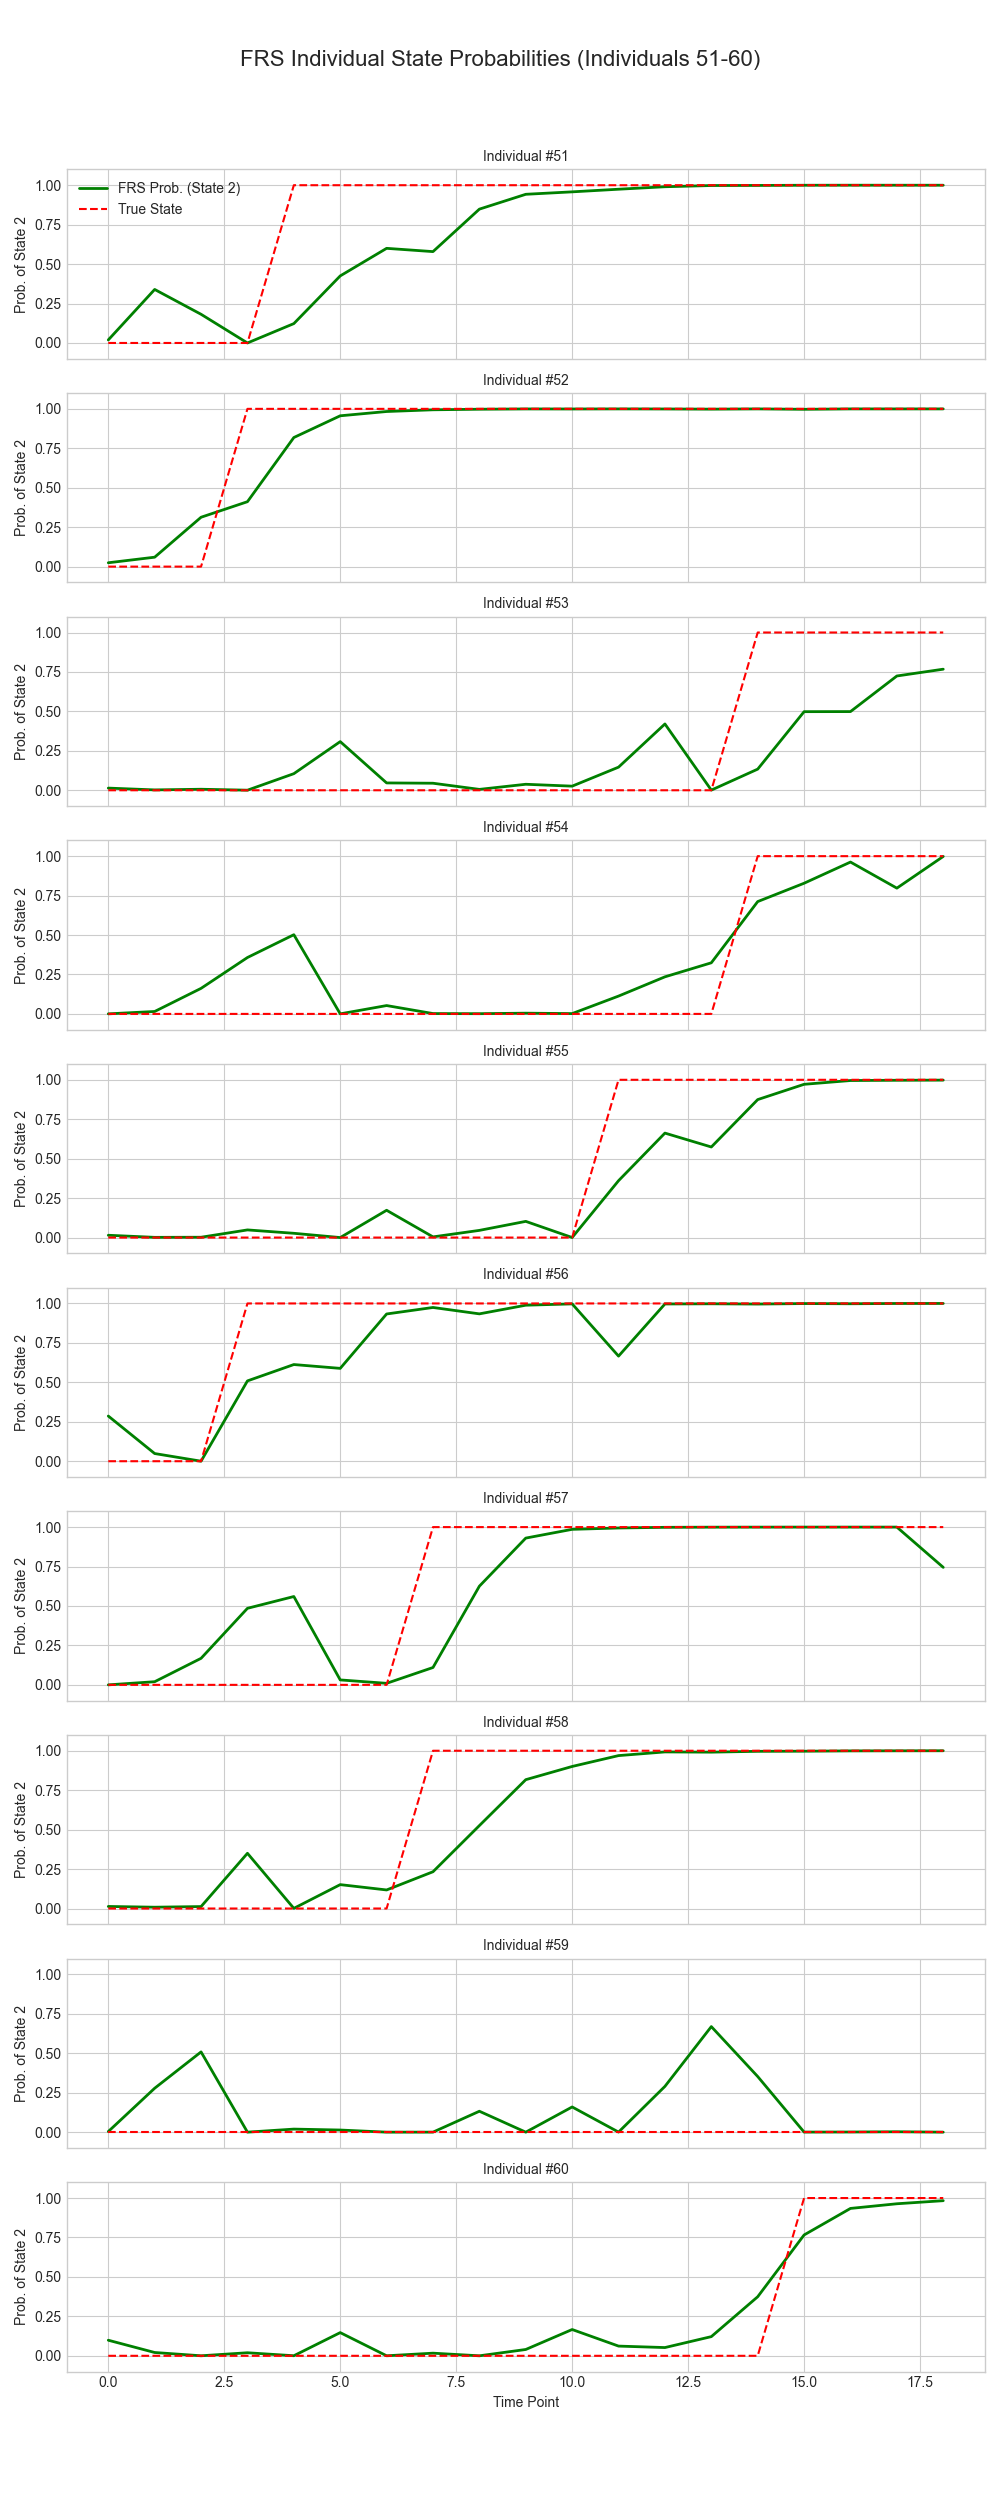 FRS Individual State Probabilities (Individuals 51-60)
Individual #51
FRS Prob. (State 2)
True State
Prob. of State 2
1.00
0.75
0.50
0.25
0.00
Individual #52
Prob. of State 2
1.00
0.75
0.50
0.25
0.00
Individual #53
Prob. of State 2
1.00
0.75
0.50
0.25
0.00
Individual #54
Prob. of State 2
1.00
0.75
0.50
0.25
0.00
Individual #55
Prob. of State 2
1.00
0.75
0.50
0.25
0.00
Individual #56
Prob. of State 2
1.00
0.75
0.50
0.25
0.00
Individual #57
Prob. of State 2
1.00
0.75
0.50
0.25
0.00
Individual #58
Prob. of State 2
1.00
0.75
0.50
0.25
0.00
Individual #59
Prob. of State 2
1.00
0.75
0.50
0.25
0.00
Individual #60
Prob. of State 2
1.00
0.75
0.50
0.25
0.00
0.0 2.5 5.0 7.5 10.0 12.5 15.0 17.5
Time Point